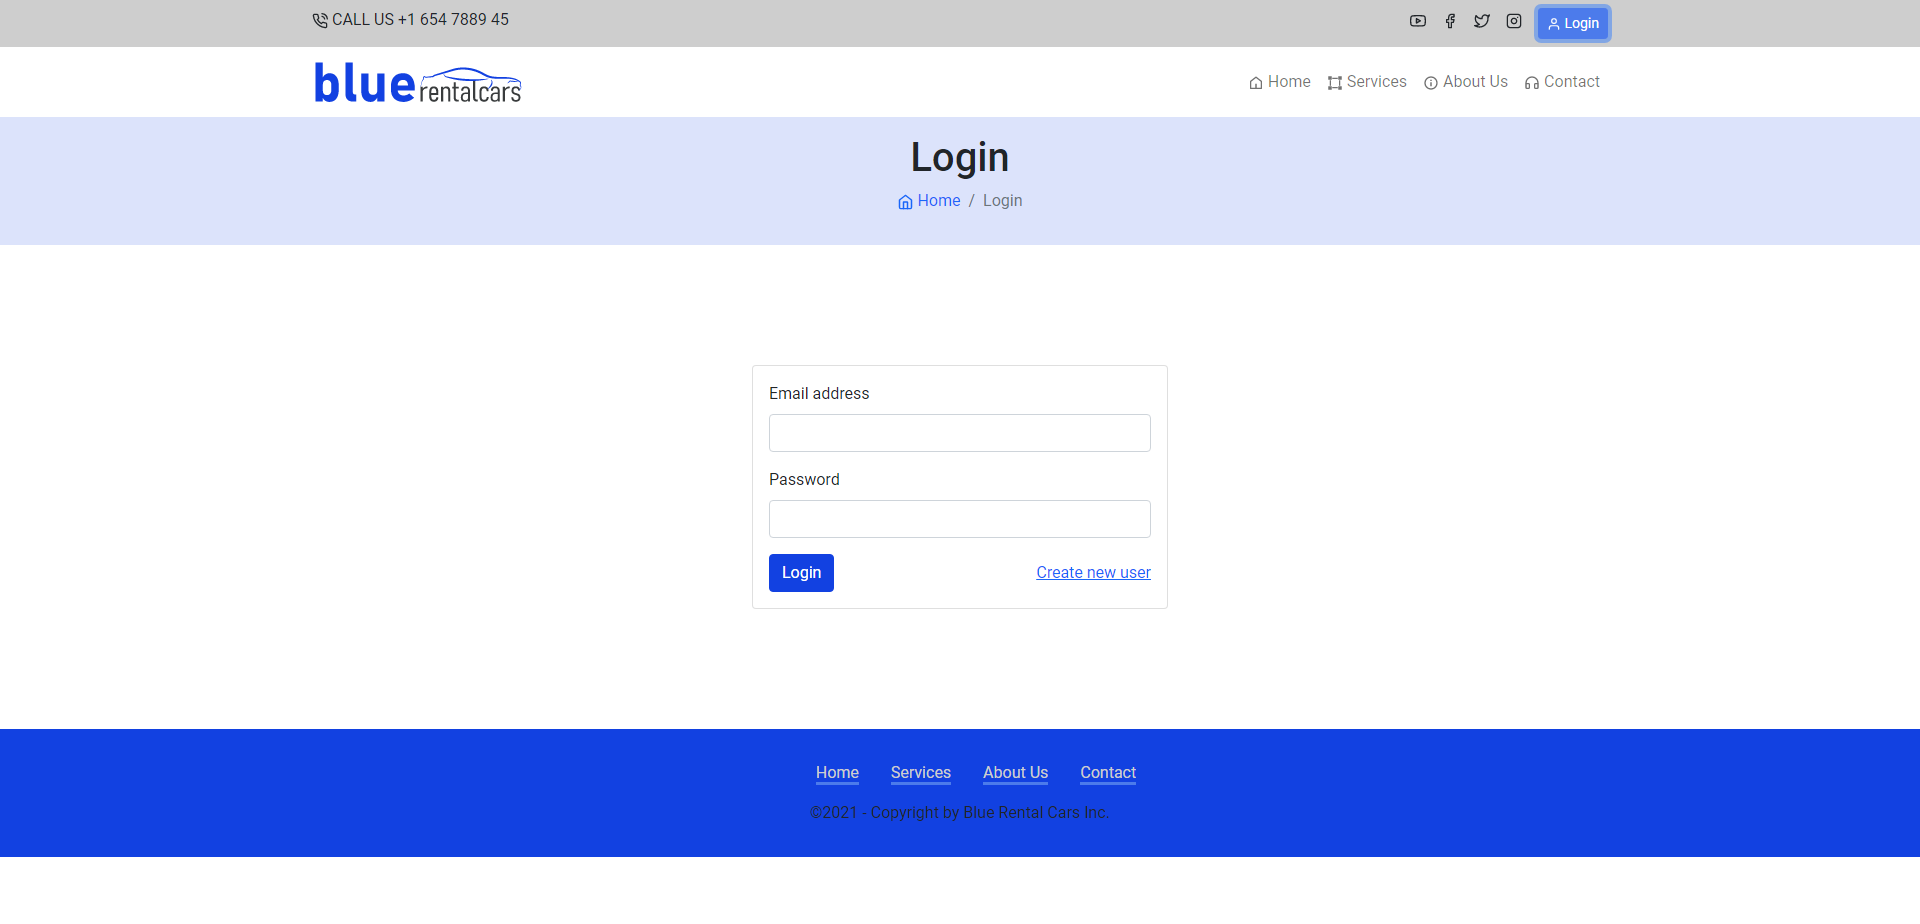 CALL US +1 654 7889 45
Login
blue rentalcars
Home Services About Us Contact
Login
Home / Login
Email address
Password
Login Create new user
Home Services About Us Contact
©2021 - Copyright by Blue Rental Cars Inc.